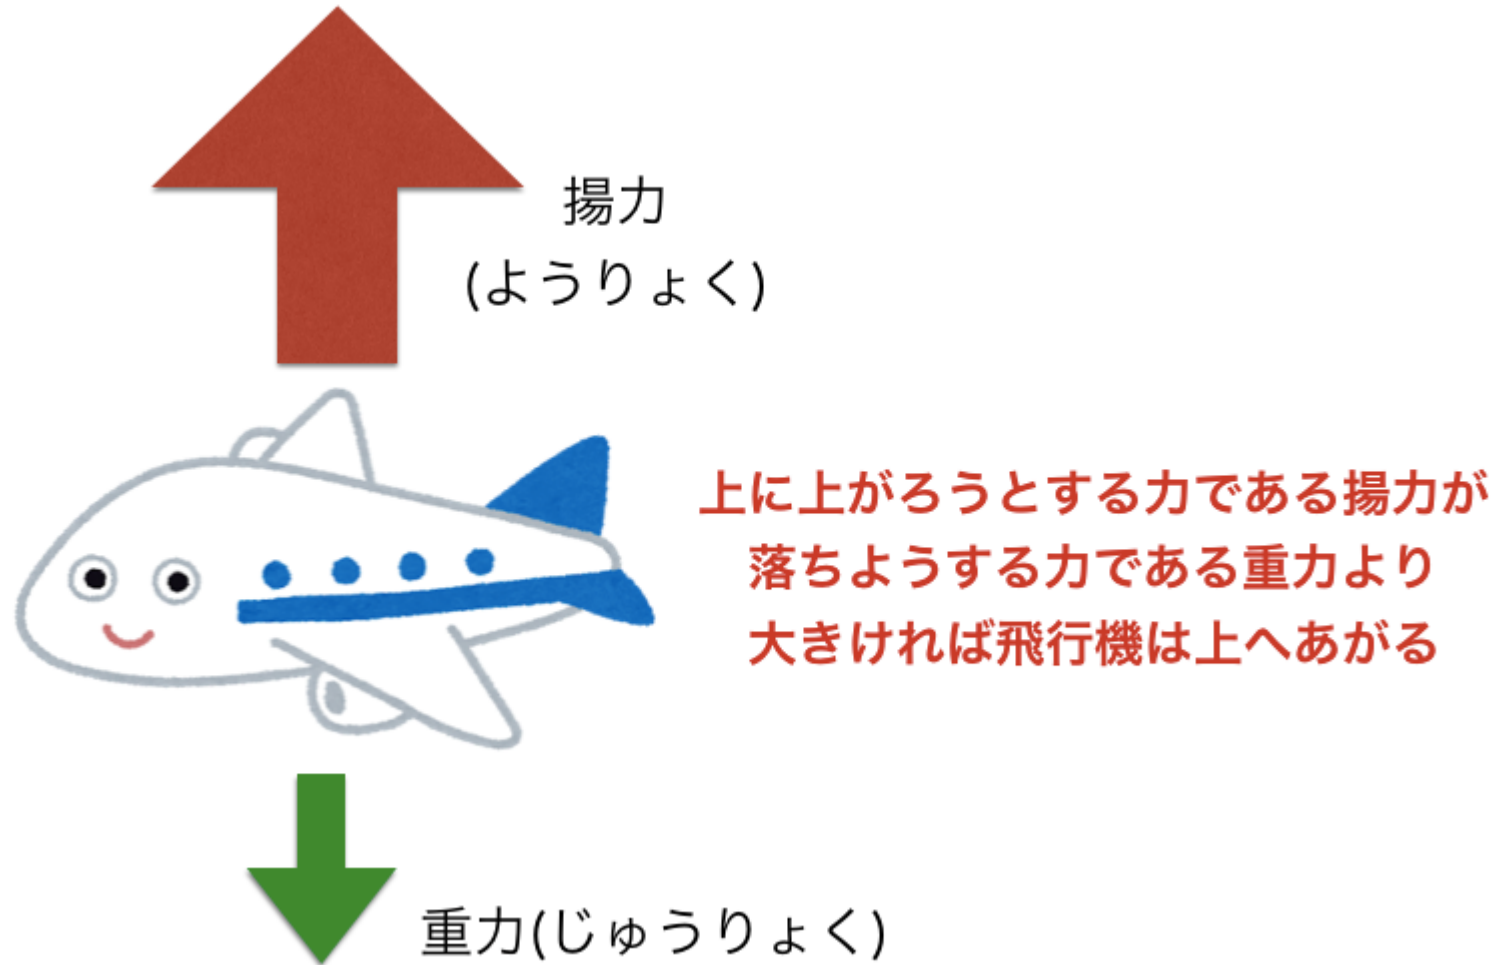 揚力
(ようりょく)
上に上がろうとする力である揚力が
落ちようする力である重力より
大きければ飛行機は上へあがる
重力(じゅうりょく)